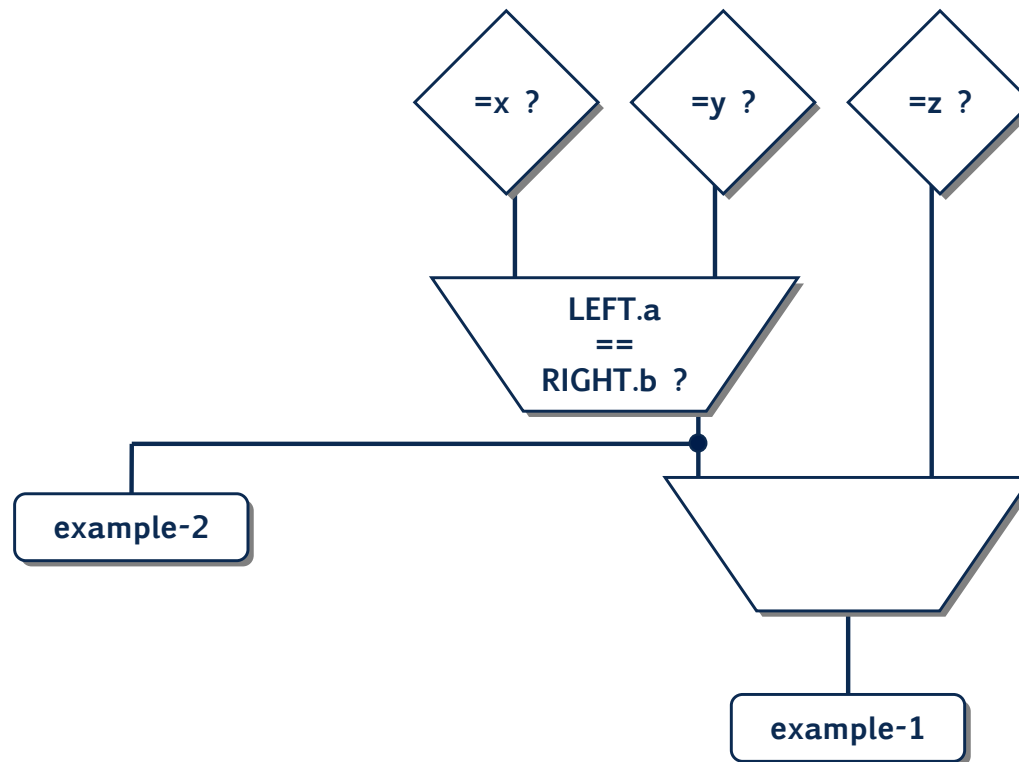 =x ?
=y ?
=z ?
LEFT.a
==
RIGHT.b ?
example-2
example-1